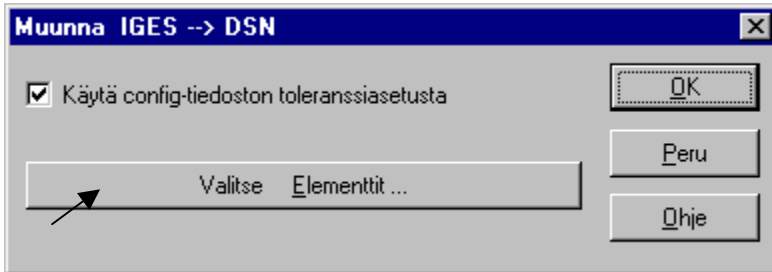 Muunna IGES --> DSN
Käytä config-tiedoston toleranssiasetusta
OK
Peru
Valitse Elementtit ...
Ohje